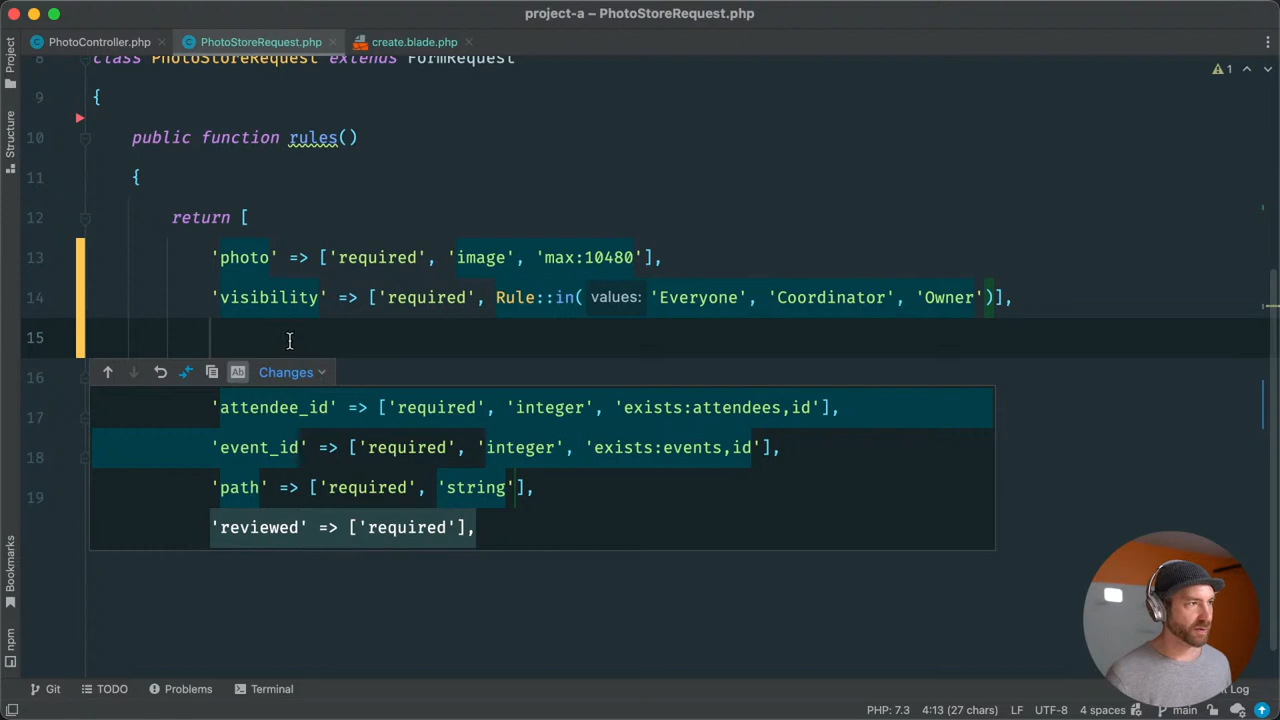 project-a – PhotoStoreRequest.php
PhotoController.php
PhotoStoreRequest.php
create.blade.php
Project
Structure
Bookmarks
npm
1
8 class PhotoStoreRequest extends FormRequest
9 {
10 public function rules()
11 {
12 return [
13 'photo' => ['required', 'image', 'max:10480'],
14 'visibility' => ['required', Rule::in( values: 'Everyone', 'Coordinator', 'Owner')],
15
16
Changes
'attendee_id' => ['required', 'integer', 'exists:attendees,id'],
17
'event_id' => ['required', 'integer', 'exists:events,id'],
18
'path' => ['required', 'string'],
19
'reviewed' => ['required'],
Git
TODO
Problems
Terminal
t Log
PHP: 7.3
4:13 (27 chars)
LF
UTF-8
4 spaces
main